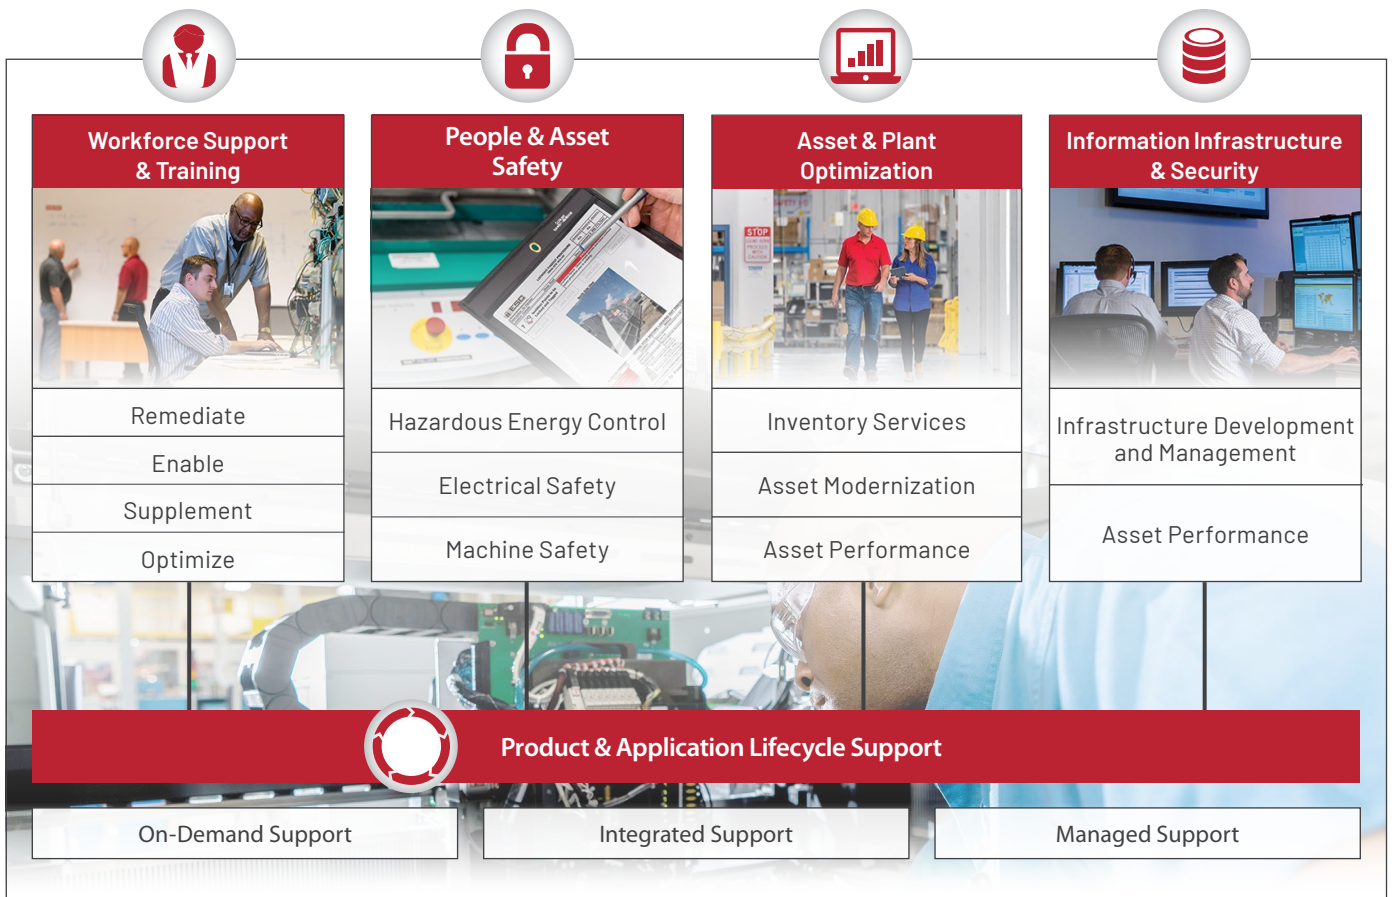 Workforce Support
& Training
People & Asset
Safety
Asset & Plant
Optimization
Information Infrastructure
& Security
STOP
Remediate
Enable
Supplement
Optimize
Hazardous Energy Control
Electrical Safety
Machine Safety
Inventory Services
Asset Modernization
Asset Performance
Infrastructure Development
and Management
Asset Performance
Product & Application Lifecycle Support
On-Demand Support
Integrated Support
Managed Support